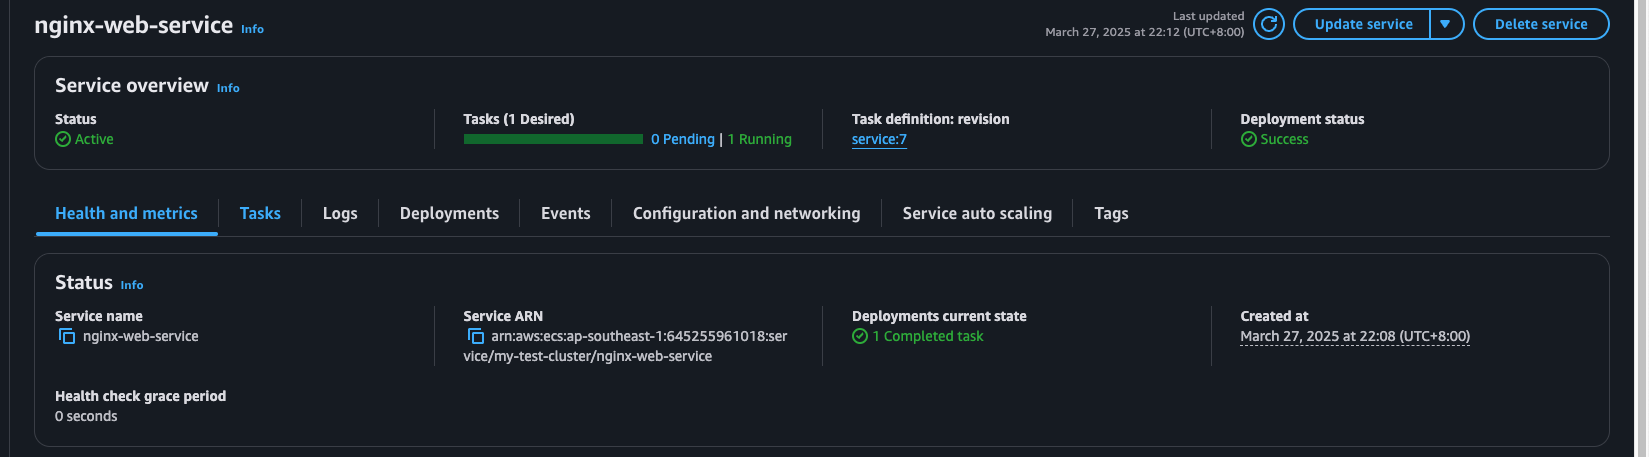 nginx-web-service Info
Last updated
March 27, 2025 at 22:12 (UTC+8:00)
Update service
Delete service
Service overview Info
Status
Active
Tasks (1 Desired)
0 Pending | 1 Running
Task definition: revision
service:7
Deployment status
Success
Health and metrics
Tasks
Logs
Deployments
Events
Configuration and networking
Service auto scaling
Tags
Status Info
Service name
nginx-web-service
Service ARN
arn:aws:ecs:ap-southeast-1:645255961018:ser
vice/my-test-cluster/nginx-web-service
Deployments current state
1 Completed task
Created at
March 27, 2025 at 22:08 (UTC+8:00)
Health check grace period
0 seconds